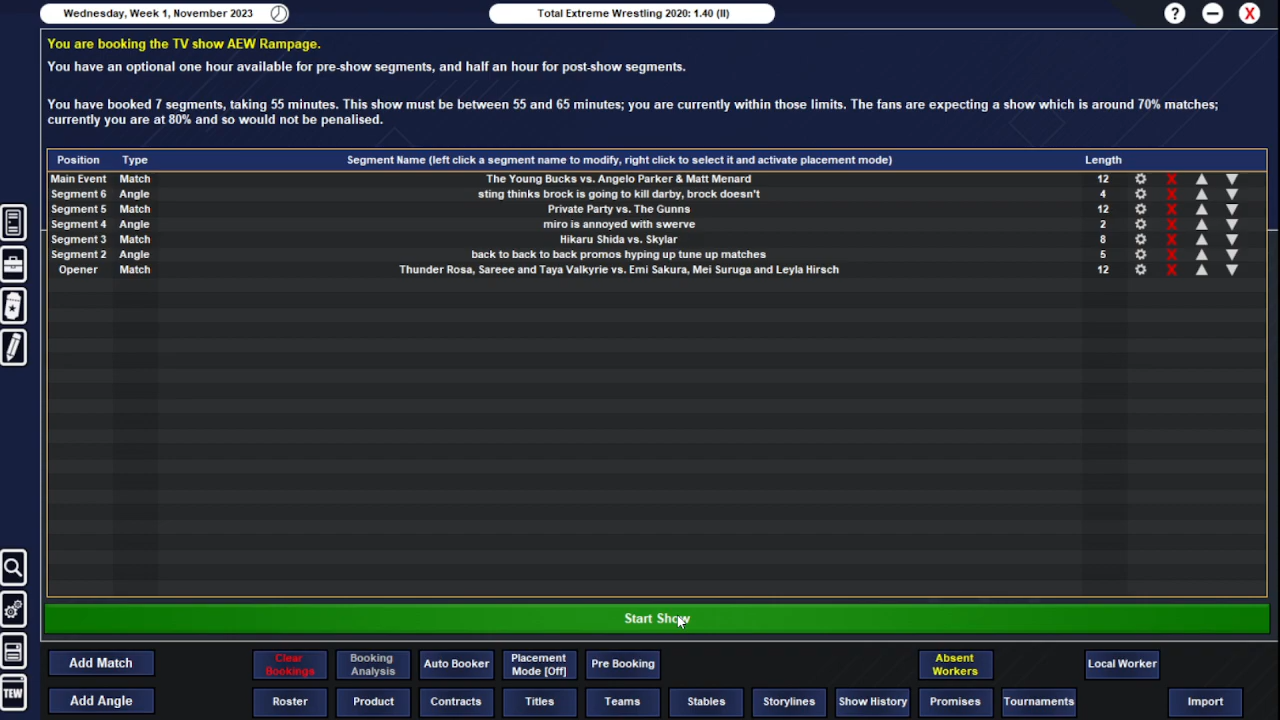 Wednesday, Week 1, November 2023
Total Extreme Wrestling 2020: 1.40 (II)
? − X
You are booking the TV show AEW Rampage.
You have an optional one hour available for pre-show segments, and half an hour for post-show segments.
You have booked 7 segments, taking 55 minutes. This show must be between 55 and 65 minutes; you are currently within those limits. The fans are expecting a show which is around 70% matches;
currently you are at 80% and so would not be penalised.
Position Type Segment Name (left click a segment name to modify, right click to select it and activate placement mode) Length
Main Event Match The Young Bucks vs. Angelo Parker & Matt Menard 12 X
Segment 6 Angle sting thinks brock is going to kill darby, brock doesn't 4 X
Segment 5 Match Private Party vs. The Gunns 12 X
Segment 4 Angle miro is annoyed with swerve 2 X
Segment 3 Match Hikaru Shida vs. Skylar 8 X
Segment 2 Angle back to back to back promos hyping up tune up matches 5 X
Opener Match Thunder Rosa, Sareee and Taya Valkyrie vs. Emi Sakura, Mei Suruga and Leyla Hirsch 12 X
Start Show
Add Match
Clear Bookings
Booking Analysis
Auto Booker
Placement Mode [Off]
Pre Booking
Absent Workers
Local Worker
TEW
Add Angle
Roster
Product
Contracts
Titles
Teams
Stables
Storylines
Show History
Promises
Tournaments
Import